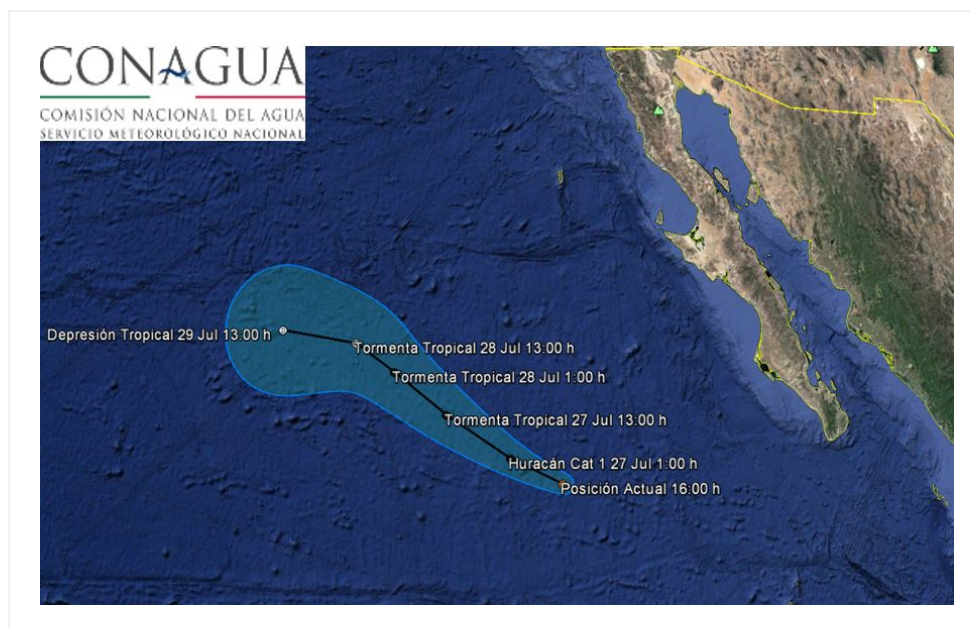 CONAGUA
COMISIÓN NACIONAL DEL AGUA
SERVICIO METEOROLÓGICO NACIONAL
Depresión Tropical 29 Jul 13:00 h
Tormenta Tropical 28 Jul 13:00 h
Tormenta Tropical 28 Jul 1:00 h
Tormenta Tropical 27 Jul 13:00 h
Huracán Cat 1 27 Jul 1:00 h
Posición Actual 16:00 h